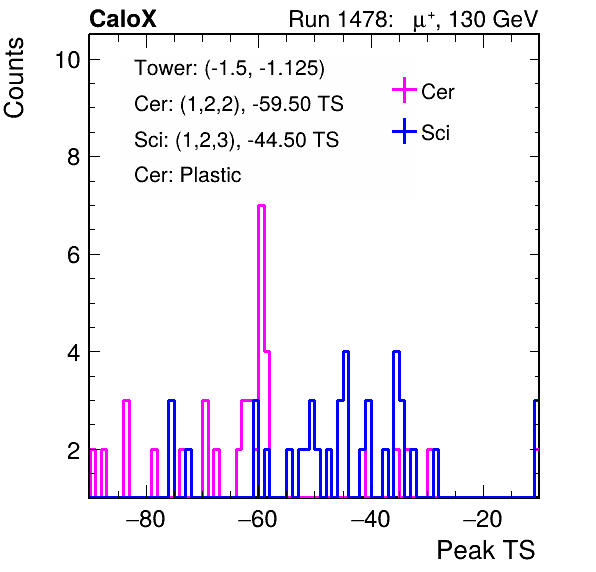 CaloX Run 1478: μ⁺, 130 GeV
Counts
Tower: (-1.5, -1.125)
Cer: (1,2,2), -59.50 TS
Sci: (1,2,3), -44.50 TS
Cer: Plastic
Cer
Sci
10
8
6
4
2
−80 −60 −40 −20
Peak TS